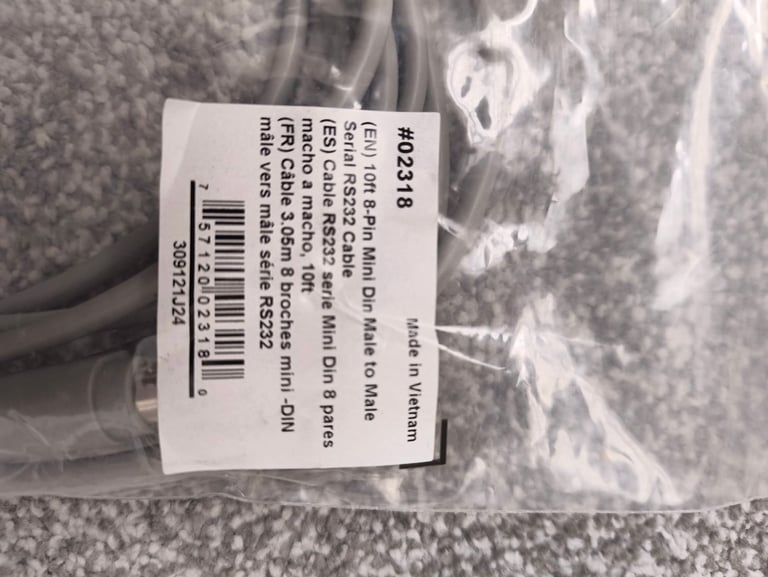 #02318
Made in Vietnam
(EN) 10ft 8-Pin Mini Din Male to Male
Serial RS232 Cable
(ES) Cable RS232 serie Mini Din 8 pares
macho a macho, 10ft
(FR) Câble 3.05m 8 broches mini -DIN
mâle vers mâle série RS232
7 57120 02318 0
309121J24